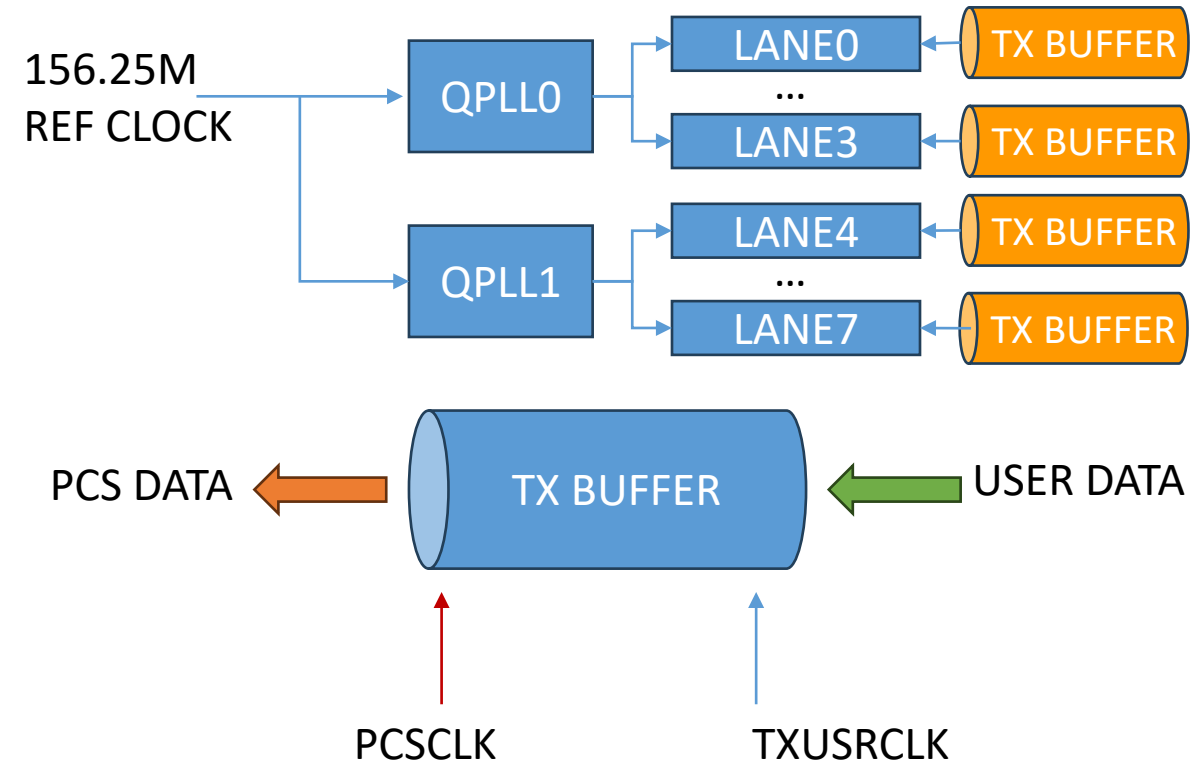 156.25M
REF CLOCK
QPLL0
LANE0
TX BUFFER
...
LANE3
TX BUFFER
QPLL1
LANE4
TX BUFFER
...
LANE7
TX BUFFER
PCS DATA
TX BUFFER
USER DATA
PCSCLK
TXUSRCLK